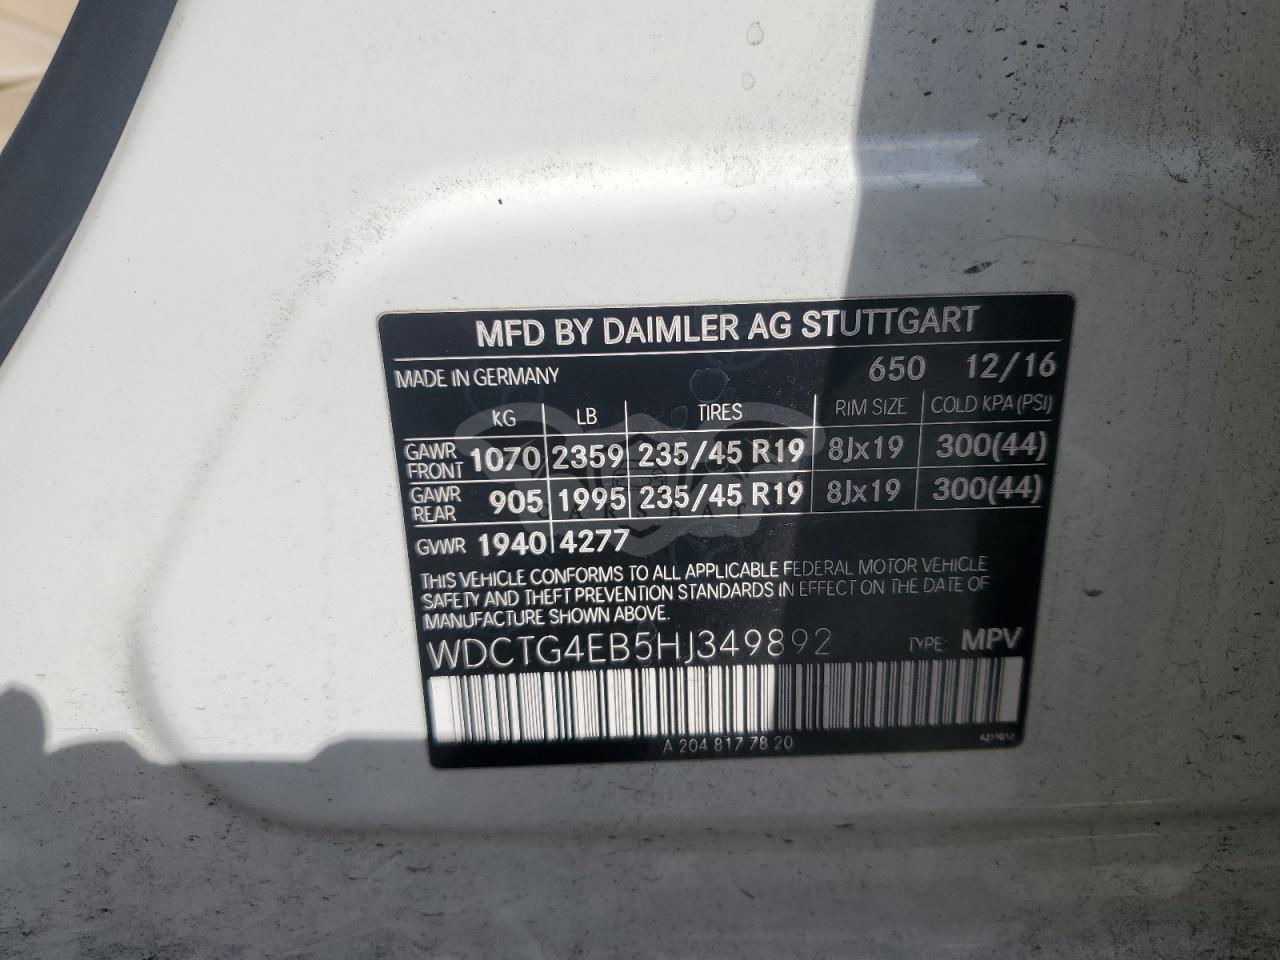 MFD BY DAIMLER AG STUTTGART
MADE IN GERMANY 650 12/16
KG LB TIRES RIM SIZE COLD KPA (PSI)
GAWR FRONT 1070 2359 235/45 R19 8Jx19 300(44)
GAWR REAR 905 1995 235/45 R19 8Jx19 300(44)
GVWR 1940 4277
THIS VEHICLE CONFORMS TO ALL APPLICABLE FEDERAL MOTOR VEHICLE
SAFETY AND THEFT PREVENTION STANDARDS IN EFFECT ON THE DATE OF
MANUFACTURE SHOWN ABOVE.
WDCTG4EB5HJ349892 TYPE: MPV
A 204 817 78 20